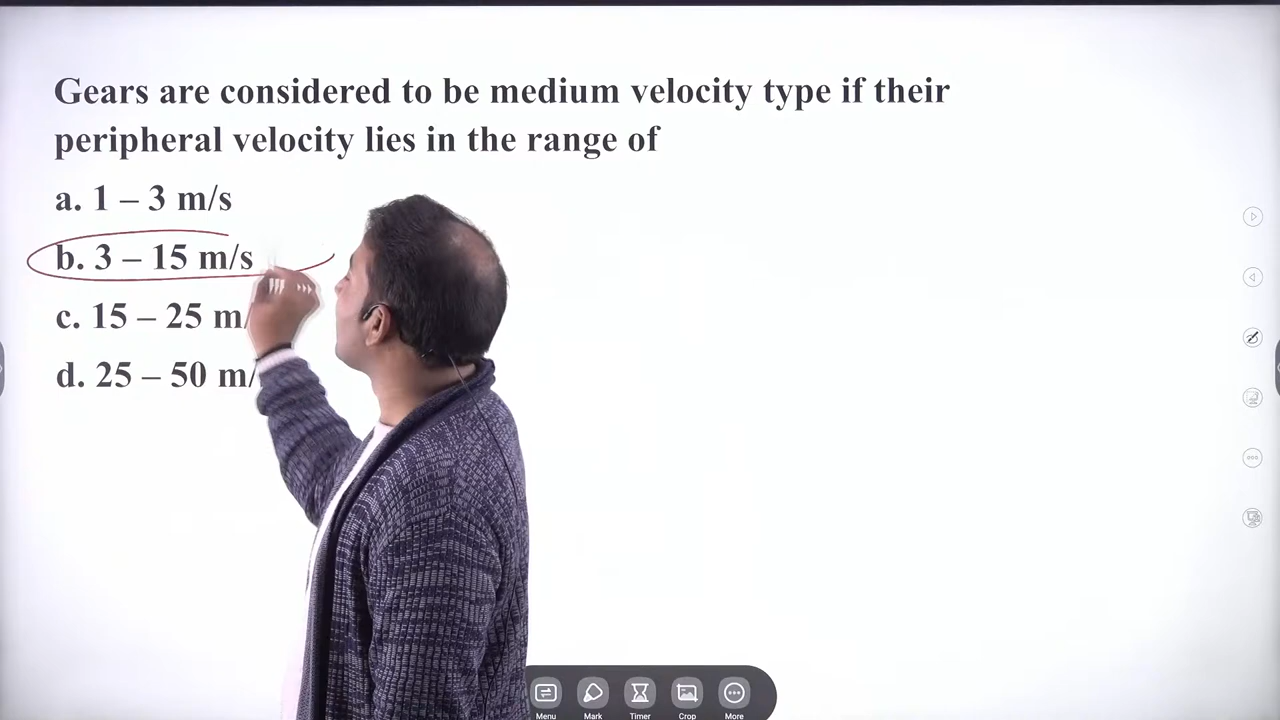 Gears are considered to be medium velocity type if their
peripheral velocity lies in the range of
a. 1 – 3 m/s
b. 3 – 15 m/s
c. 15 – 25 m/
d. 25 – 50 m/
Menu Mark Timer Crop More